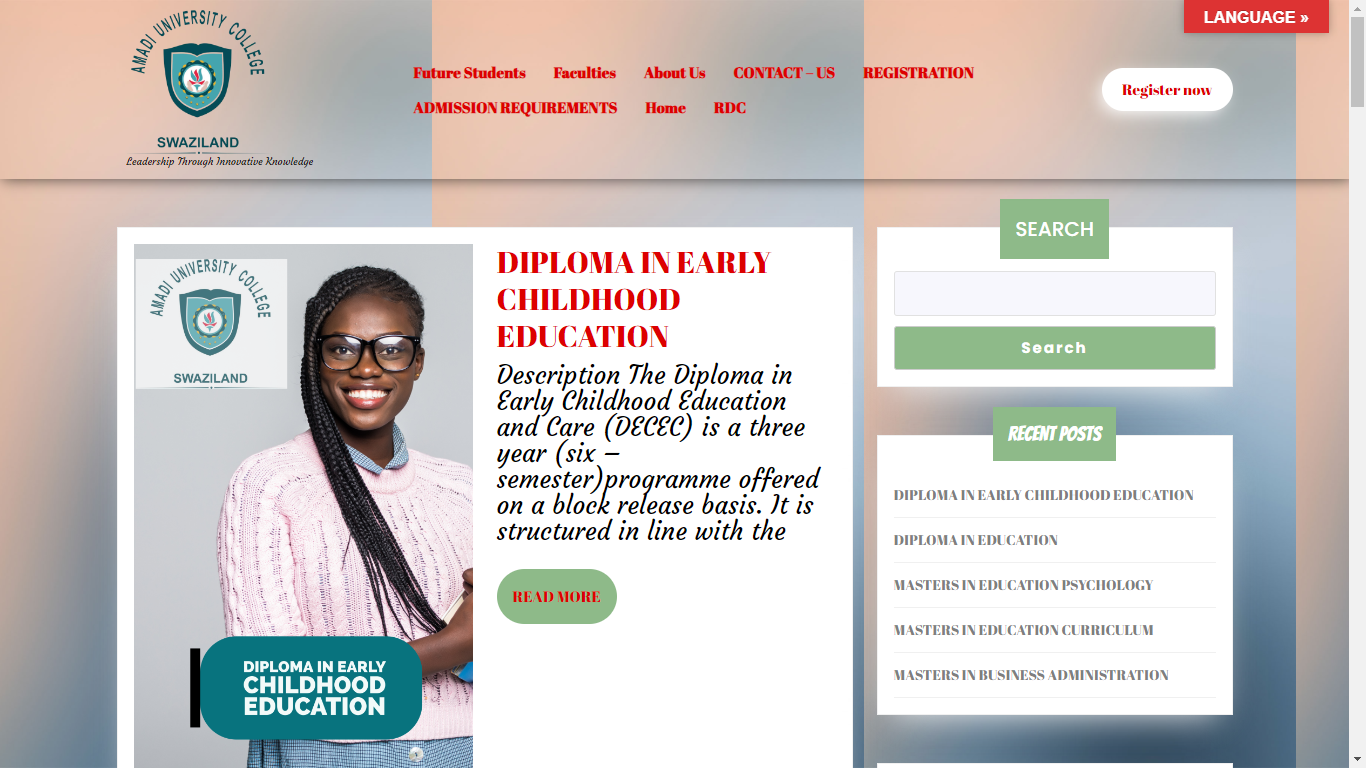 LANGUAGE »
AMADI UNIVERSITY COLLEGE
SWAZILAND
Leadership Through Innovative Knowledge
Future Students
Faculties
About Us
CONTACT – US
REGISTRATION
ADMISSION REQUIREMENTS
Home
RDC
Register now
AMADI UNIVERSITY COLLEGE
SWAZILAND
DIPLOMA IN EARLY
CHILDHOOD
EDUCATION
DIPLOMA IN EARLY
CHILDHOOD
EDUCATION
Description The Diploma in
Early Childhood Education
and Care (DECEC) is a three
year (six –
semester)programme offered
on a block release basis. It is
structured in line with the
READ MORE
SEARCH
Search
RECENT POSTS
DIPLOMA IN EARLY CHILDHOOD EDUCATION
DIPLOMA IN EDUCATION
MASTERS IN EDUCATION PSYCHOLOGY
MASTERS IN EDUCATION CURRICULUM
MASTERS IN BUSINESS ADMINISTRATION